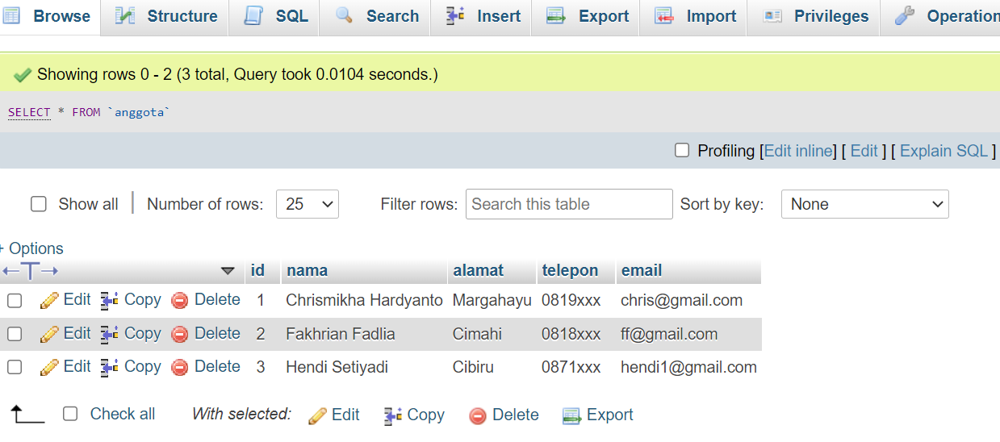 Browse Structure SQL Search Insert Export Import Privileges Operation
Showing rows 0 - 2 (3 total, Query took 0.0104 seconds.)
SELECT * FROM `anggota`
Profiling [Edit inline] [ Edit ] [ Explain SQL ]
Show all Number of rows: 25 Filter rows: Search this table Sort by key: None
+ Options
←T→ id nama alamat telepon email
Edit Copy Delete 1 Chrismikha Hardyanto Margahayu 0819xxx chris@gmail.com
Edit Copy Delete 2 Fakhrian Fadlia Cimahi 0818xxx ff@gmail.com
Edit Copy Delete 3 Hendi Setiyadi Cibiru 0871xxx hendi1@gmail.com
Check all With selected: Edit Copy Delete Export